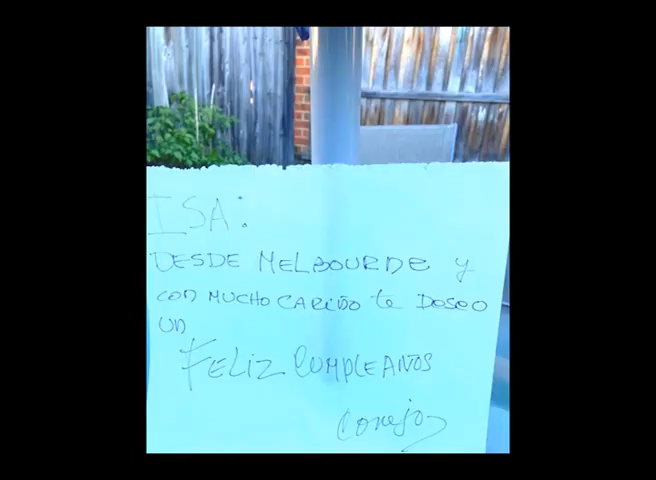 ISA:
DESDE MELBOURNE y
CON MUCHO CARIÑO te DESEO
UN
FELIZ CUMPLEAÑOS
Conejo